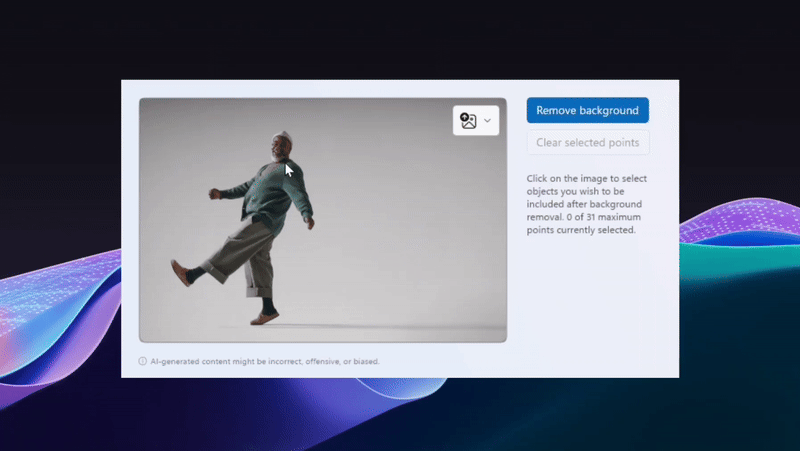 Remove background
Clear selected points
Click on the image to select
objects you wish to be
included after background
removal. 0 of 31 maximum
points currently selected.
AI-generated content might be incorrect, offensive, or biased.